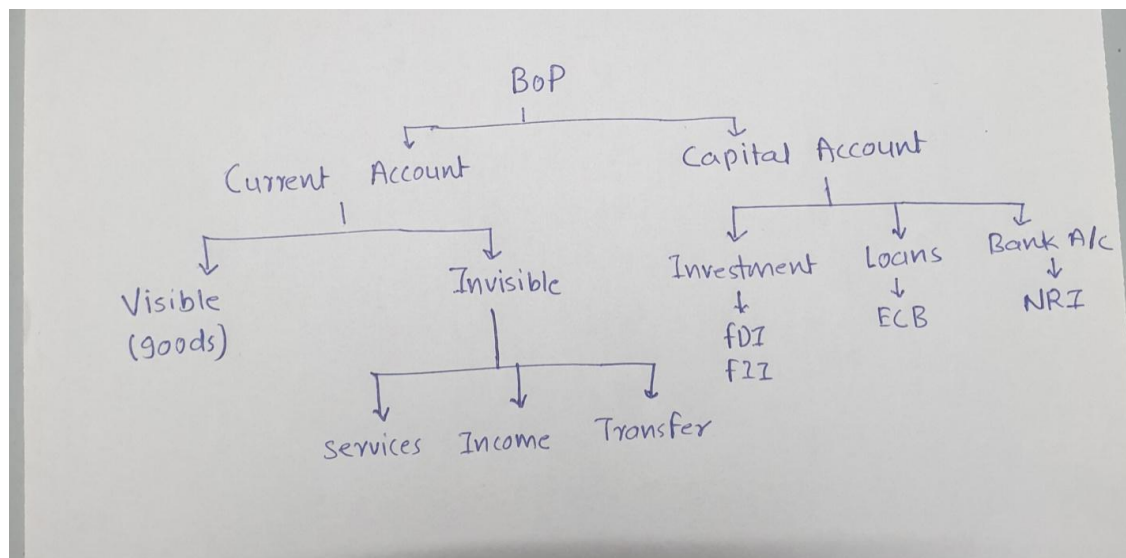 BoP
Current Account
Capital Account
Visible
(goods)
Invisible
Services
Income
Transfer
Investment
FDI
FII
Loans
ECB
Bank A/c
NRI